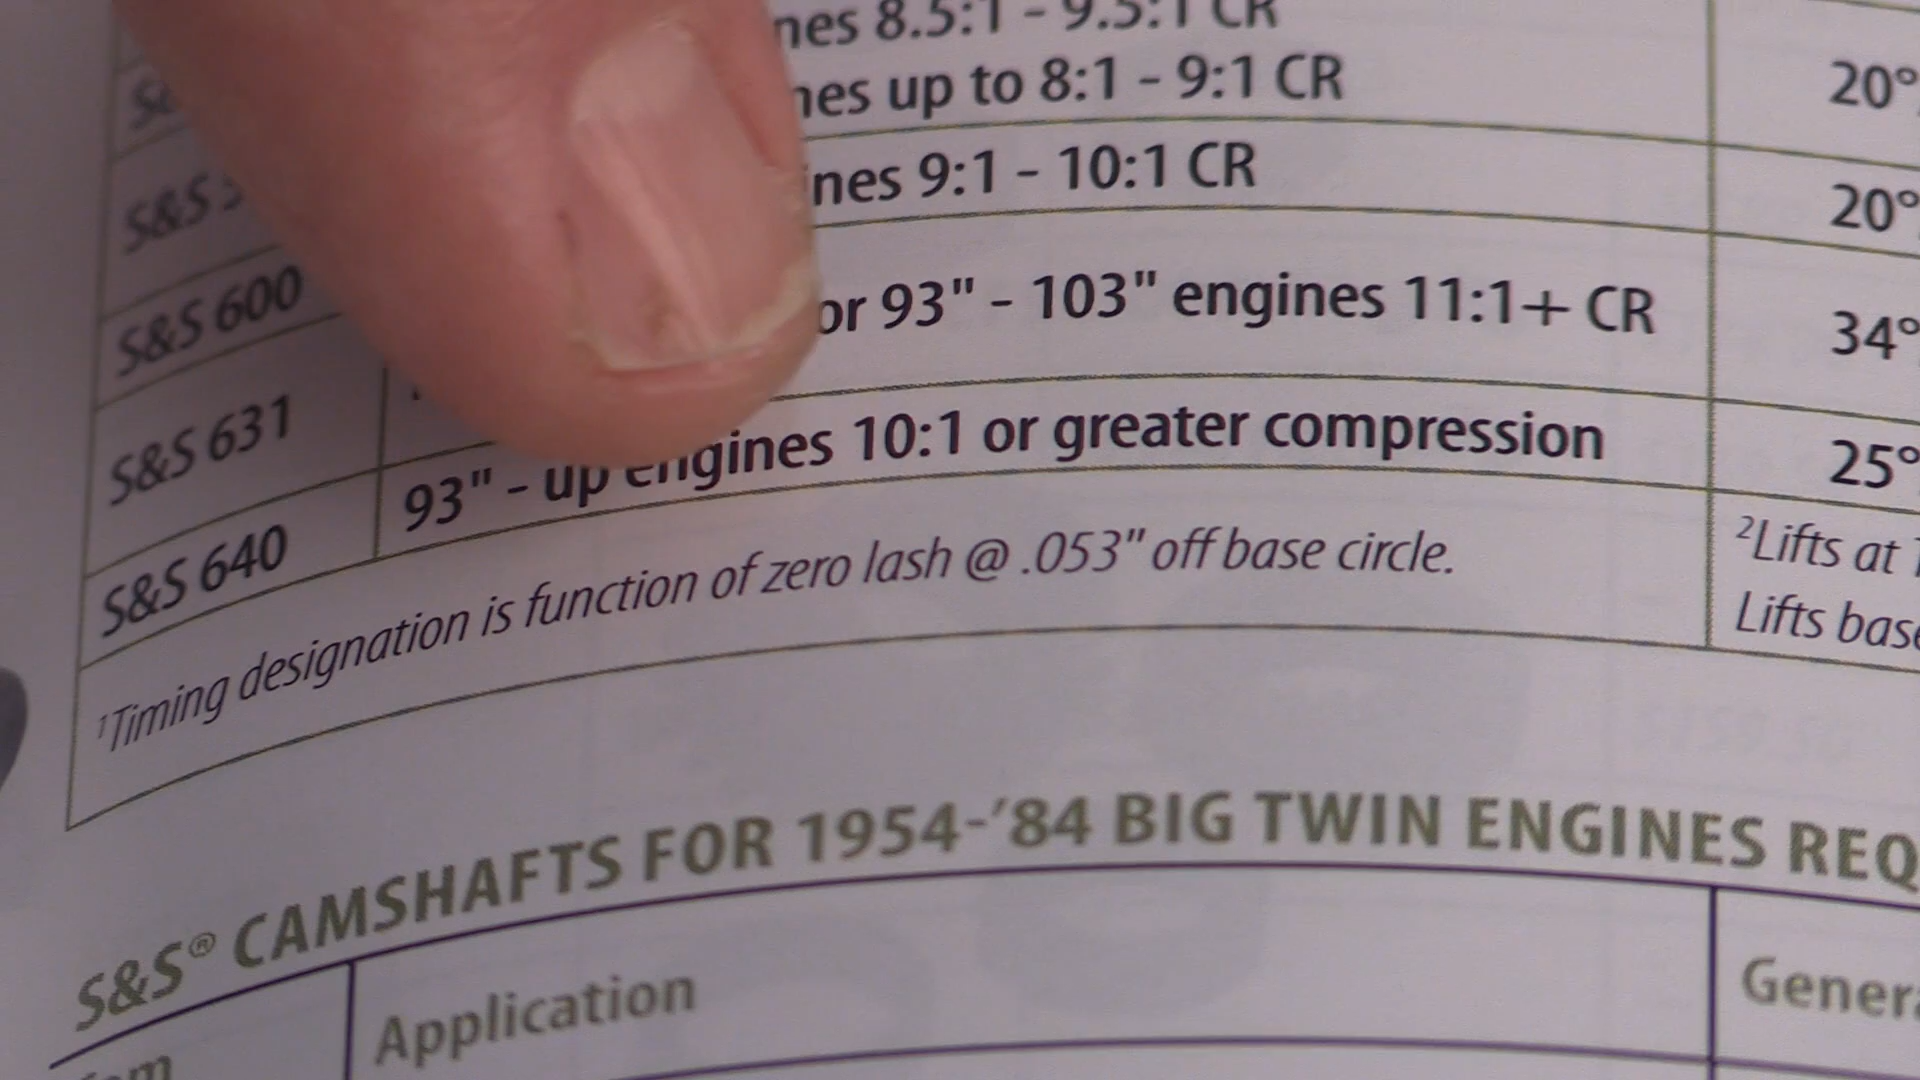 nes 8.5:1 - 9.5:1 CR
nes up to 8:1 - 9:1 CR 20°
S&S nes 9:1 - 10:1 CR 20°
S&S 600 or 93" - 103" engines 11:1+ CR 34°
S&S 631 93" - up engines 10:1 or greater compression 25°
S&S 640
¹Timing designation is function of zero lash @ .053" off base circle.
²Lifts at
Lifts base
S&S® CAMSHAFTS FOR 1954-'84 BIG TWIN ENGINES REQ
Application
Genera